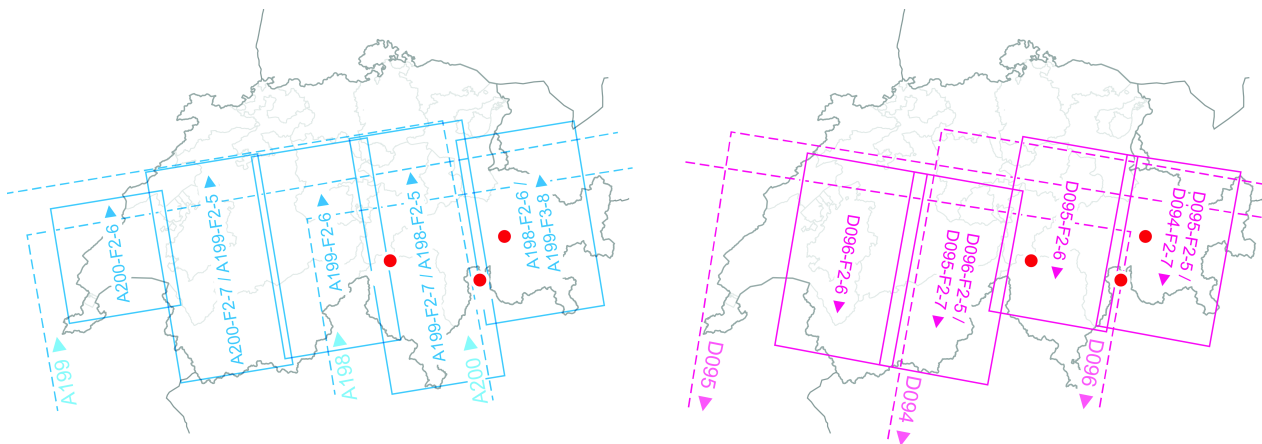 A200-F2-6
A200-F2-7 / A199-F2-5
A199-F2-6
A199-F2-7 / A198-F2-5
A198-F2-6 /
A199-F3-8
A199
A198
A200
D096-F2-6
D096-F2-5 /
D095-F2-7
D095-F2-6
D095-F2-5 /
D094-F2-7
D095
D094
D096